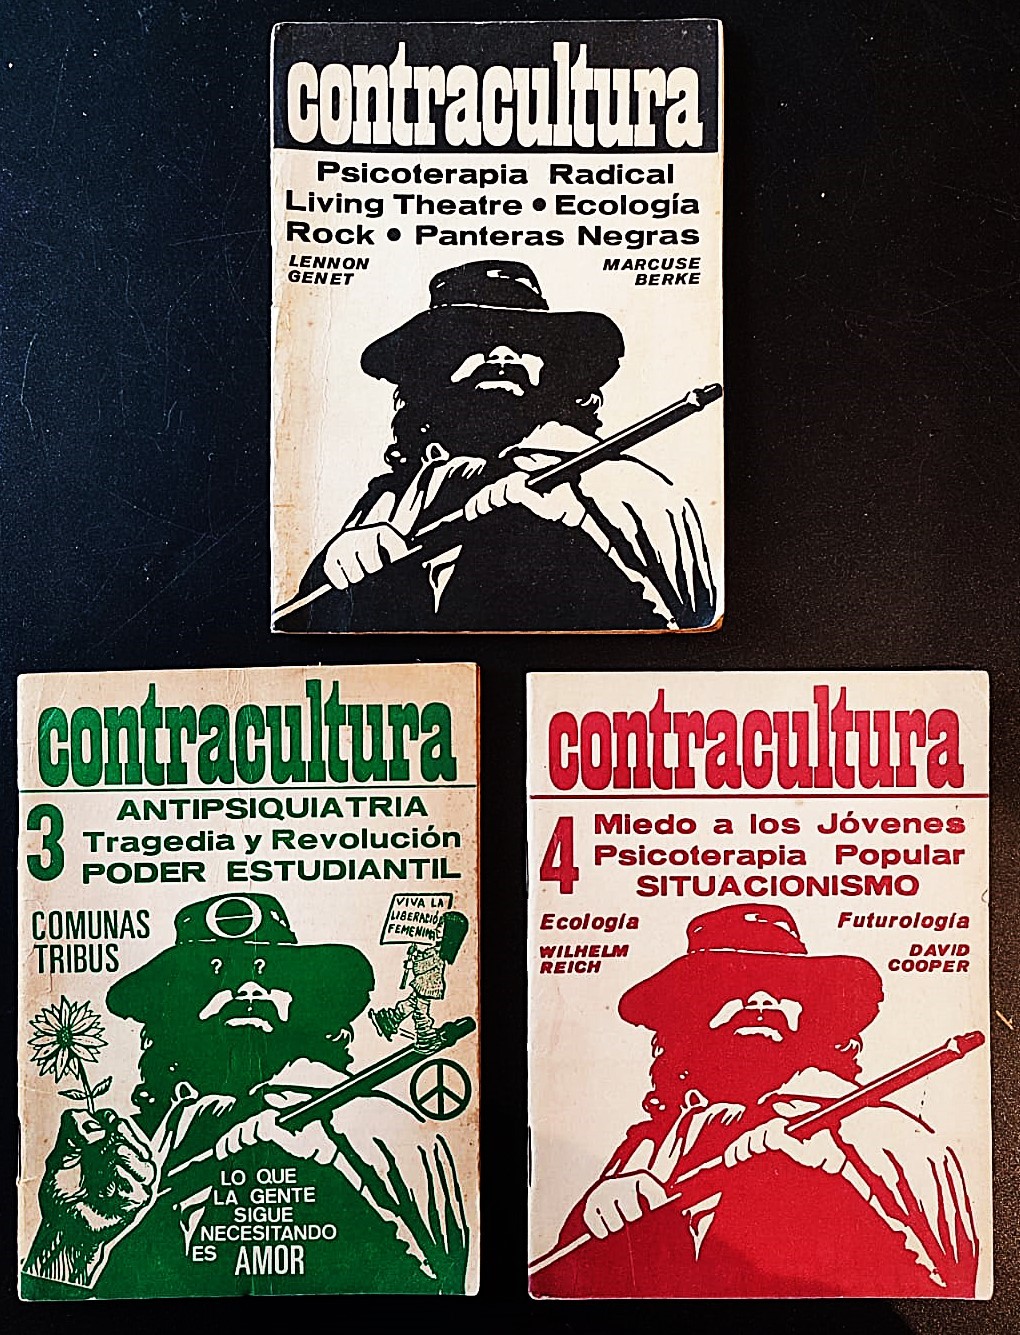 contracultura
Psicoterapia Radical
Living Theatre • Ecología
Rock • Panteras Negras
LENNON
GENET
MARCUSE
BERKE
contracultura
3
ANTIPSIQUIATRIA
Tragedia y Revolución
PODER ESTUDIANTIL
COMUNAS
TRIBUS
VIVA LA
LIBERACIÓN
FEMENINA
? ?
LO QUE
LA GENTE
SIGUE
NECESITANDO
ES AMOR
contracultura
4
Miedo a los Jóvenes
Psicoterapia Popular
SITUACIONISMO
Ecología
Futurología
WILHELM
REICH
DAVID
COOPER